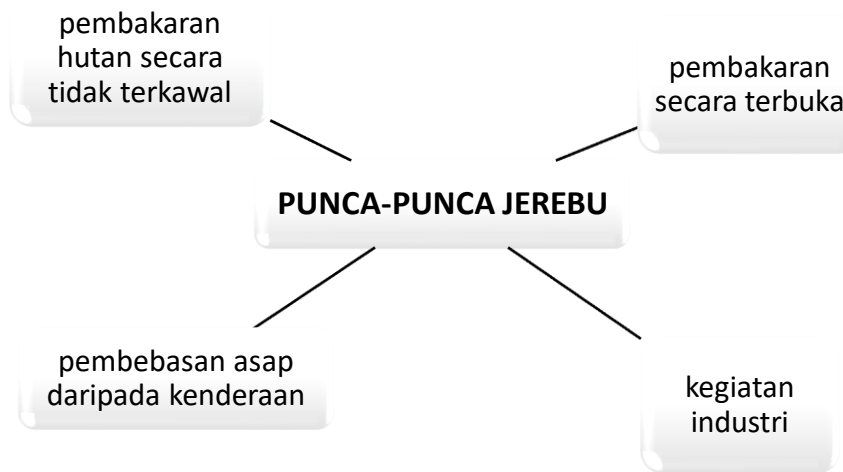 pembakaran
hutan secara
tidak terkawal
pembakaran
secara terbuka
PUNCA-PUNCA JEREBU
pembebasan asap
daripada kenderaan
kegiatan
industri